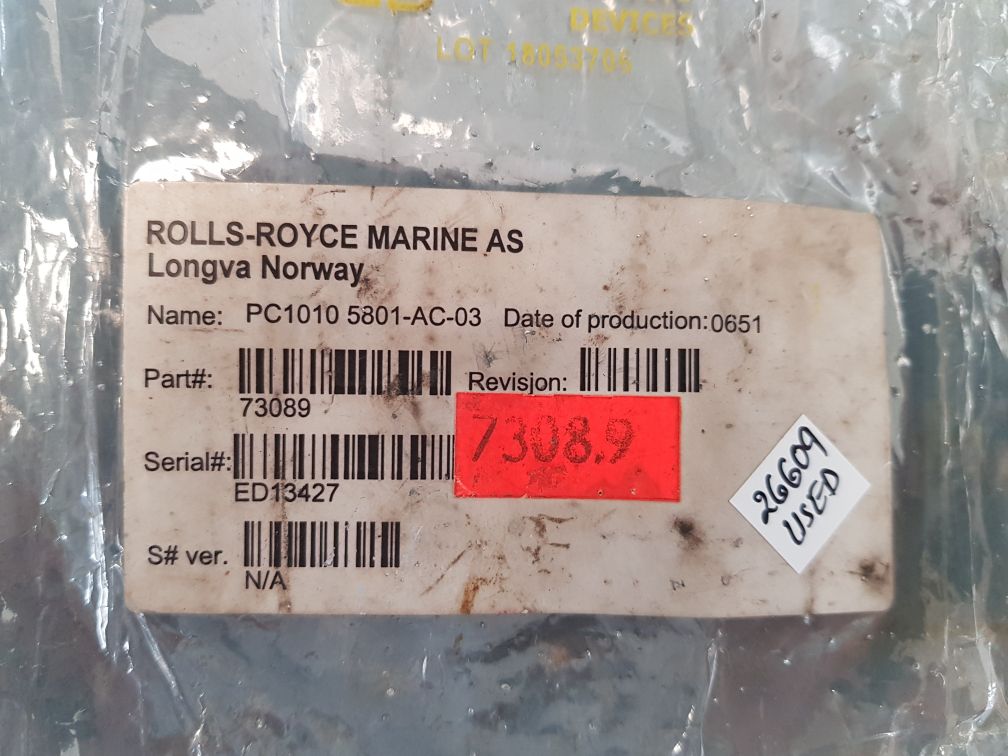 DEVICES
LOT 18053706
ROLLS-ROYCE MARINE AS
Longva Norway
Name: PC1010 5801-AC-03 Date of production:0651
Part#: Revision:
73089
7308.9
Serial#:
ED13427
26609
USED
S# ver.
N/A